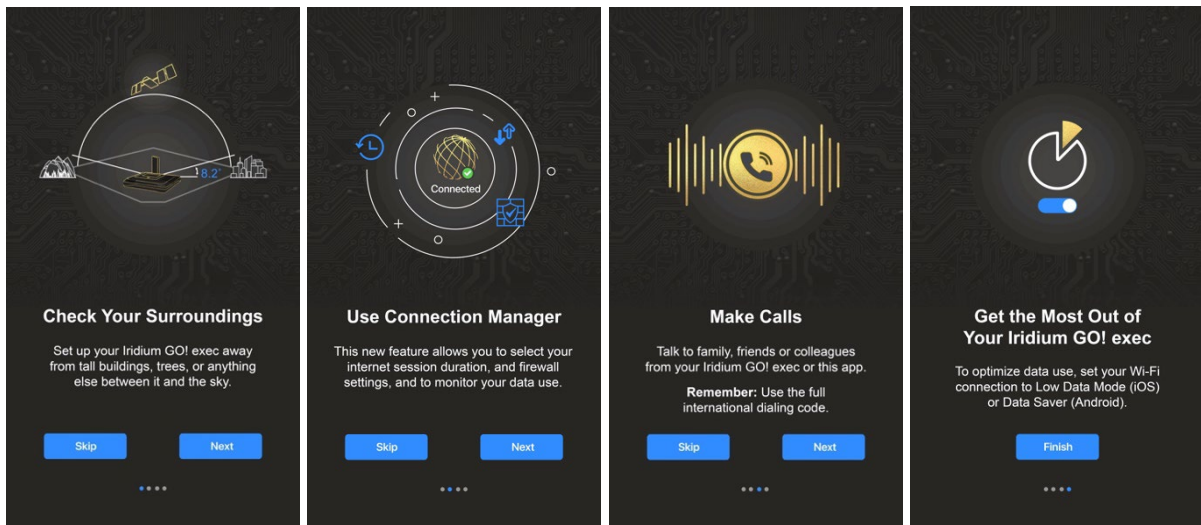 8.2°
Check Your Surroundings
Set up your Iridium GO! exec away
from tall buildings, trees, or anything
else between it and the sky.
Skip
Next
Connected
Use Connection Manager
This new feature allows you to select your
internet session duration, and firewall
settings, and to monitor your data use.
Skip
Next
Make Calls
Talk to family, friends or colleagues
from your Iridium GO! exec or this app.
Remember: Use the full
international dialing code.
Skip
Next
Get the Most Out of
Your Iridium GO! exec
To optimize data use, set your Wi-Fi
connection to Low Data Mode (iOS)
or Data Saver (Android).
Finish